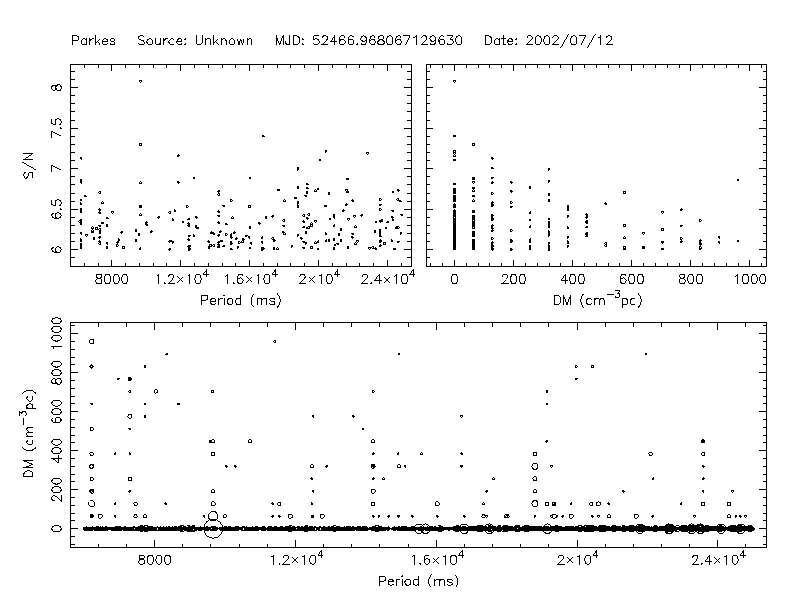 Parkes Source: Unknown MJD: 52466.968067129630 Date: 2002/07/12
S/N
8
7.5
7
6.5
6
8000 1.2×10⁴ 1.6×10⁴ 2×10⁴ 2.4×10⁴
Period (ms)
0 200 400 600 800 1000
DM (cm⁻³pc)
DM (cm⁻³pc)
1000
800
600
400
200
0
8000 1.2×10⁴ 1.6×10⁴ 2×10⁴ 2.4×10⁴
Period (ms)